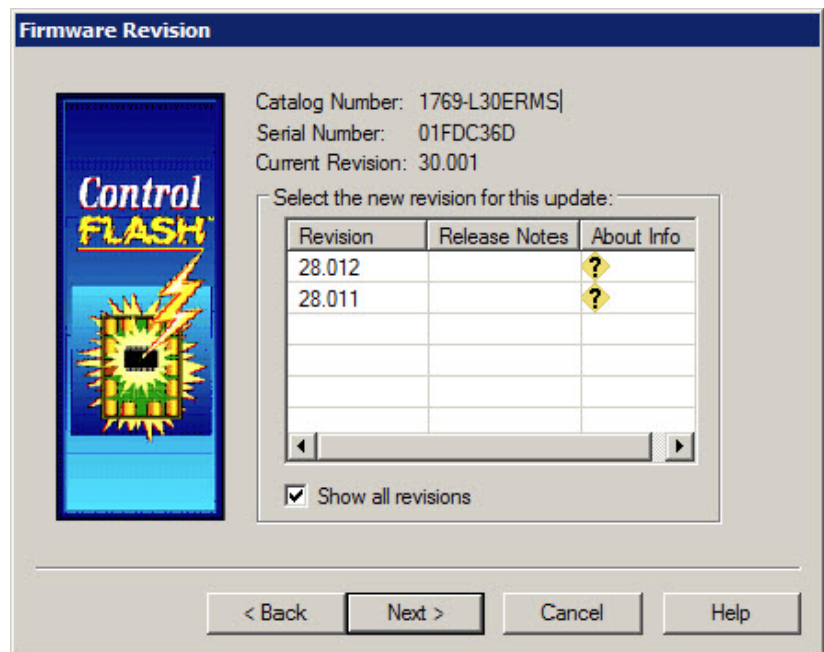 Firmware Revision
Catalog Number: 1769-L30ERMS
Serial Number: 01FDC36D
Current Revision: 30.001
Control
FLASH
Select the new revision for this update:
Revision Release Notes About Info
28.012 ?
28.011 ?
Show all revisions
< Back Next > Cancel Help